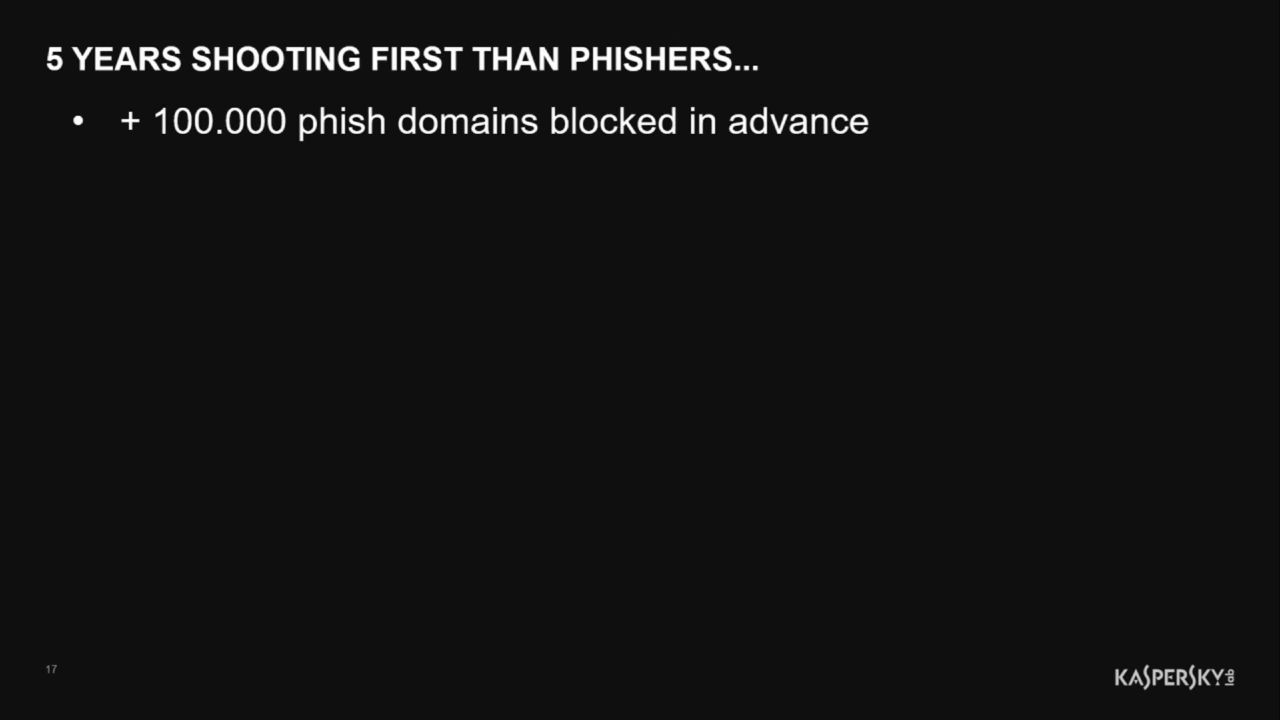 5 YEARS SHOOTING FIRST THAN PHISHERS...
• + 100.000 phish domains blocked in advance
17
KASPERSKY lab